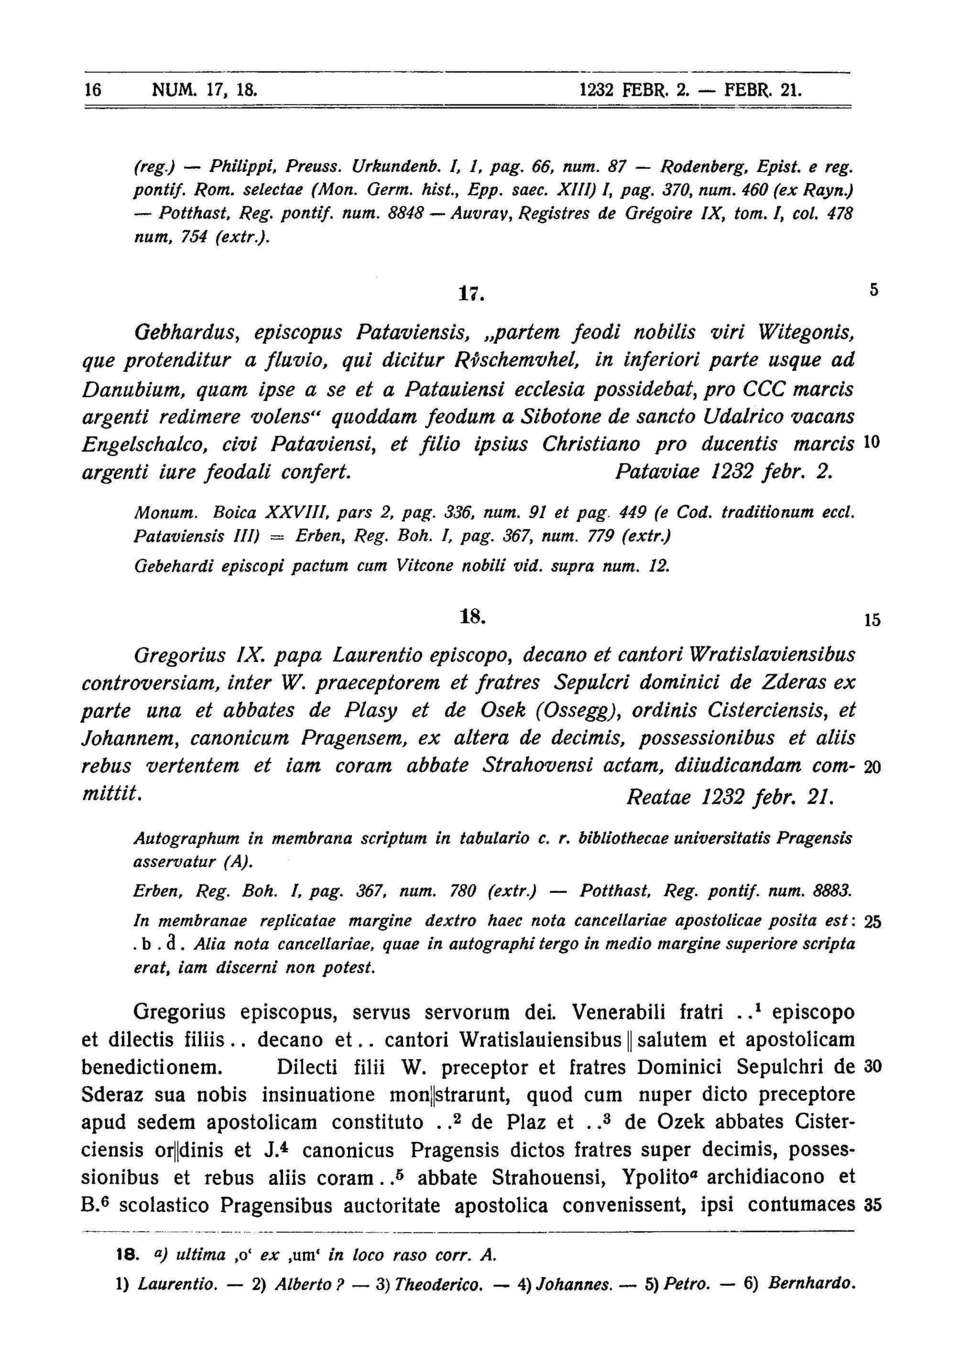 16 NUM. 17, 18. 1232 FEBR. 2. — FEBR. 21.
(reg.) — Philippi, Preuss. Urkundenb. I, 1, pag. 66, num. 87 — Rodenberg, Epist. e reg.
pontif. Rom. selectae (Mon. Germ. hist., Epp. saec. XIII) I, pag. 370, num. 460 (ex Rayn.)
— Potthast, Reg. pontif. num. 8848 — Auvray, Registres de Grégoire IX, tom. I, col. 478
num, 754 (extr.).
17. 5
Gebhardus, episcopus Pataviensis, „partem feodi nobilis viri Witegonis,
que protenditur a fluvio, qui dicitur Růschemvhel, in inferiori parte usque ad
Danubium, quam ipse a se et a Patauiensi ecclesia possidebat, pro CCC marcis
argenti redimere volens“ quoddam feodum a Sibotone de sancto Udalrico vacans
Engelschalco, civi Pataviensi, et filio ipsius Christiano pro ducentis marcis 10
argenti iure feodali confert. Pataviae 1232 febr. 2.
Monum. Boica XXVIII, pars 2, pag. 336, num. 91 et pag. 449 (e Cod. traditionum eccl.
Pataviensis III) = Erben, Reg. Boh. I, pag. 367, num. 779 (extr.)
Gebehardi episcopi pactum cum Vitcone nobili vid. supra num. 12.
18. 15
Gregorius IX. papa Laurentio episcopo, decano et cantori Wratislaviensibus
controversiam, inter W. praeceptorem et fratres Sepulcri dominici de Zderas ex
parte una et abbates de Plasy et de Osek (Ossegg), ordinis Cisterciensis, et
Johannem, canonicum Pragensem, ex altera de decimis, possessionibus et aliis
rebus vertentem et iam coram abbate Strahovensi actam, diiudicandam com- 20
mittit. Reatae 1232 febr. 21.
Autographum in membrana scriptum in tabulario c. r. bibliothecae universitatis Pragensis
asservatur (A).
Erben, Reg. Boh. I, pag. 367, num. 780 (extr.) — Potthast, Reg. pontif. num. 8883.
In membranae replicatae margine dextro haec nota cancellariae apostolicae posita est: 25
. b . a . Alia nota cancellariae, quae in autographi tergo in medio margine superiore scripta
erat, iam discerni non potest.
Gregorius episcopus, servus servorum dei. Venerabili fratri . .¹ episcopo
et dilectis filiis . . decano et . . cantori Wratislauiensibus || salutem et apostolicam
benedictionem. Dilecti filii W. preceptor et fratres Dominici Sepulchri de 30
Sderaz sua nobis insinuatione mon||strarunt, quod cum nuper dicto preceptore
apud sedem apostolicam constituto . .² de Plaz et . .³ de Ozek abbates Cister-
ciensis or||dinis et J.⁴ canonicus Pragensis dictos fratres super decimis, posses-
sionibus et rebus aliis coram . .⁵ abbate Strahouensi, Ypolitoᵃ archidiacono et
B.⁶ scolastico Pragensibus auctoritate apostolica convenissent, ipsi contumaces 35
18. a) ultima ‚o‘ ex ‚um‘ in loco raso corr. A.
1) Laurentio. — 2) Alberto ? — 3) Theoderico. — 4) Johannes. — 5) Petro. — 6) Bernhardo.